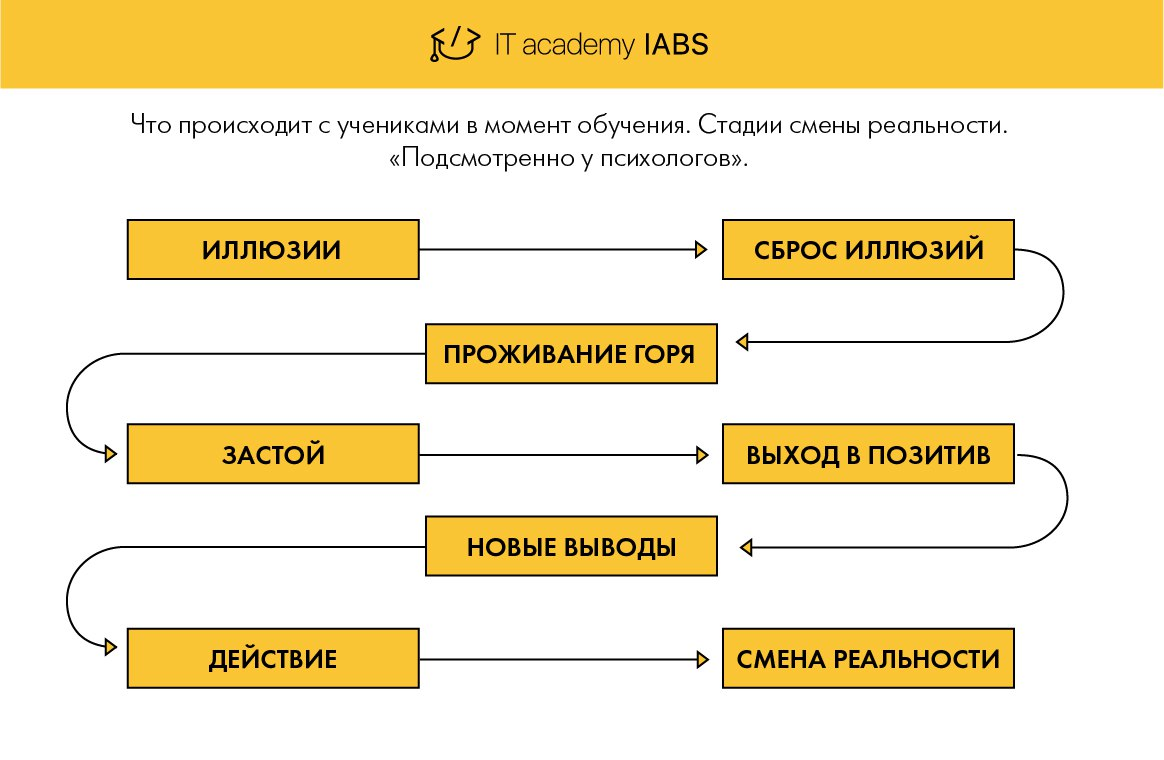 IT academy IABS
Что происходит с учениками в момент обучения. Стадии смены реальности.
«Подсмотренно у психологов».
ИЛЛЮЗИИ
СБРОС ИЛЛЮЗИЙ
ПРОЖИВАНИЕ ГОРЯ
ЗАСТОЙ
ВЫХОД В ПОЗИТИВ
НОВЫЕ ВЫВОДЫ
ДЕЙСТВИЕ
СМЕНА РЕАЛЬНОСТИ